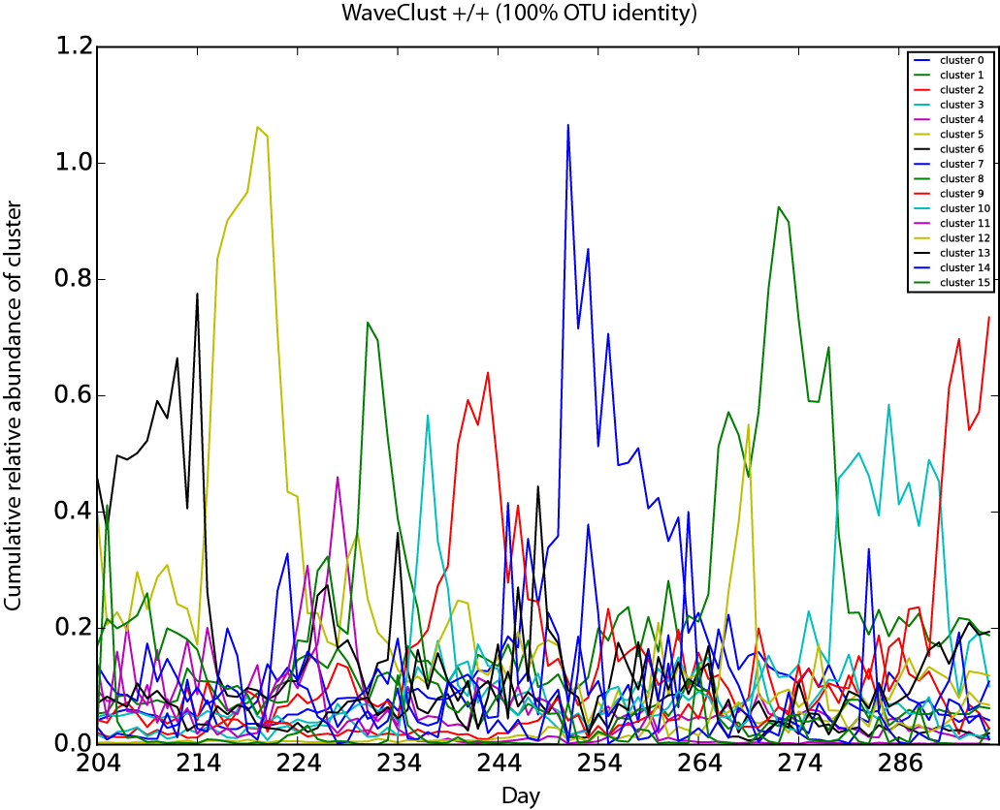 WaveClust +/+ (100% OTU identity)
Cumulative relative abundance of cluster
1.2
1.0
0.8
0.6
0.4
0.2
0.0
cluster 0
cluster 1
cluster 2
cluster 3
cluster 4
cluster 5
cluster 6
cluster 7
cluster 8
cluster 9
cluster 10
cluster 11
cluster 12
cluster 13
cluster 14
cluster 15
204 214 224 234 244 254 264 274 286
Day